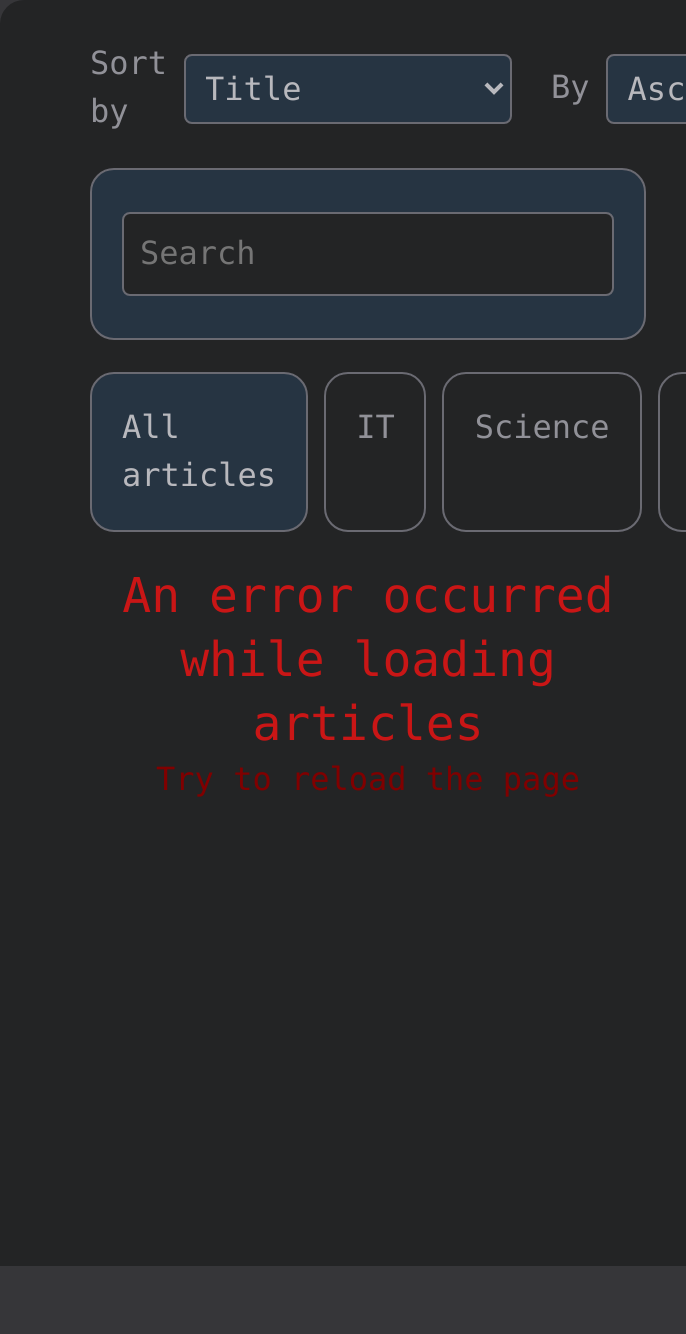 Sort by Title By Asc
Search
All articles IT Science
An error occurred
while loading
articles
Try to reload the page